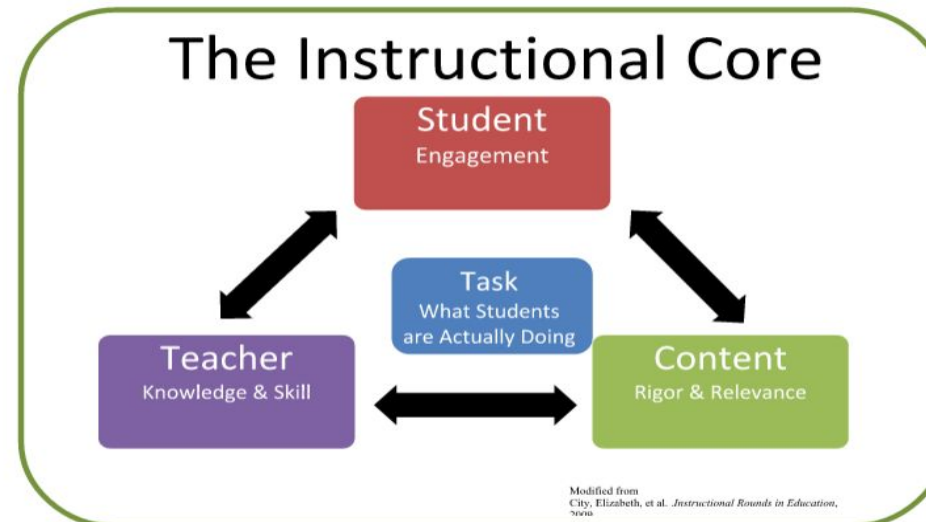 The Instructional Core
Student
Engagement
Task
What Students
are Actually Doing
Teacher
Knowledge & Skill
Content
Rigor & Relevance
Modified from
City, Elizabeth, et al. Instructional Rounds in Education,
2009